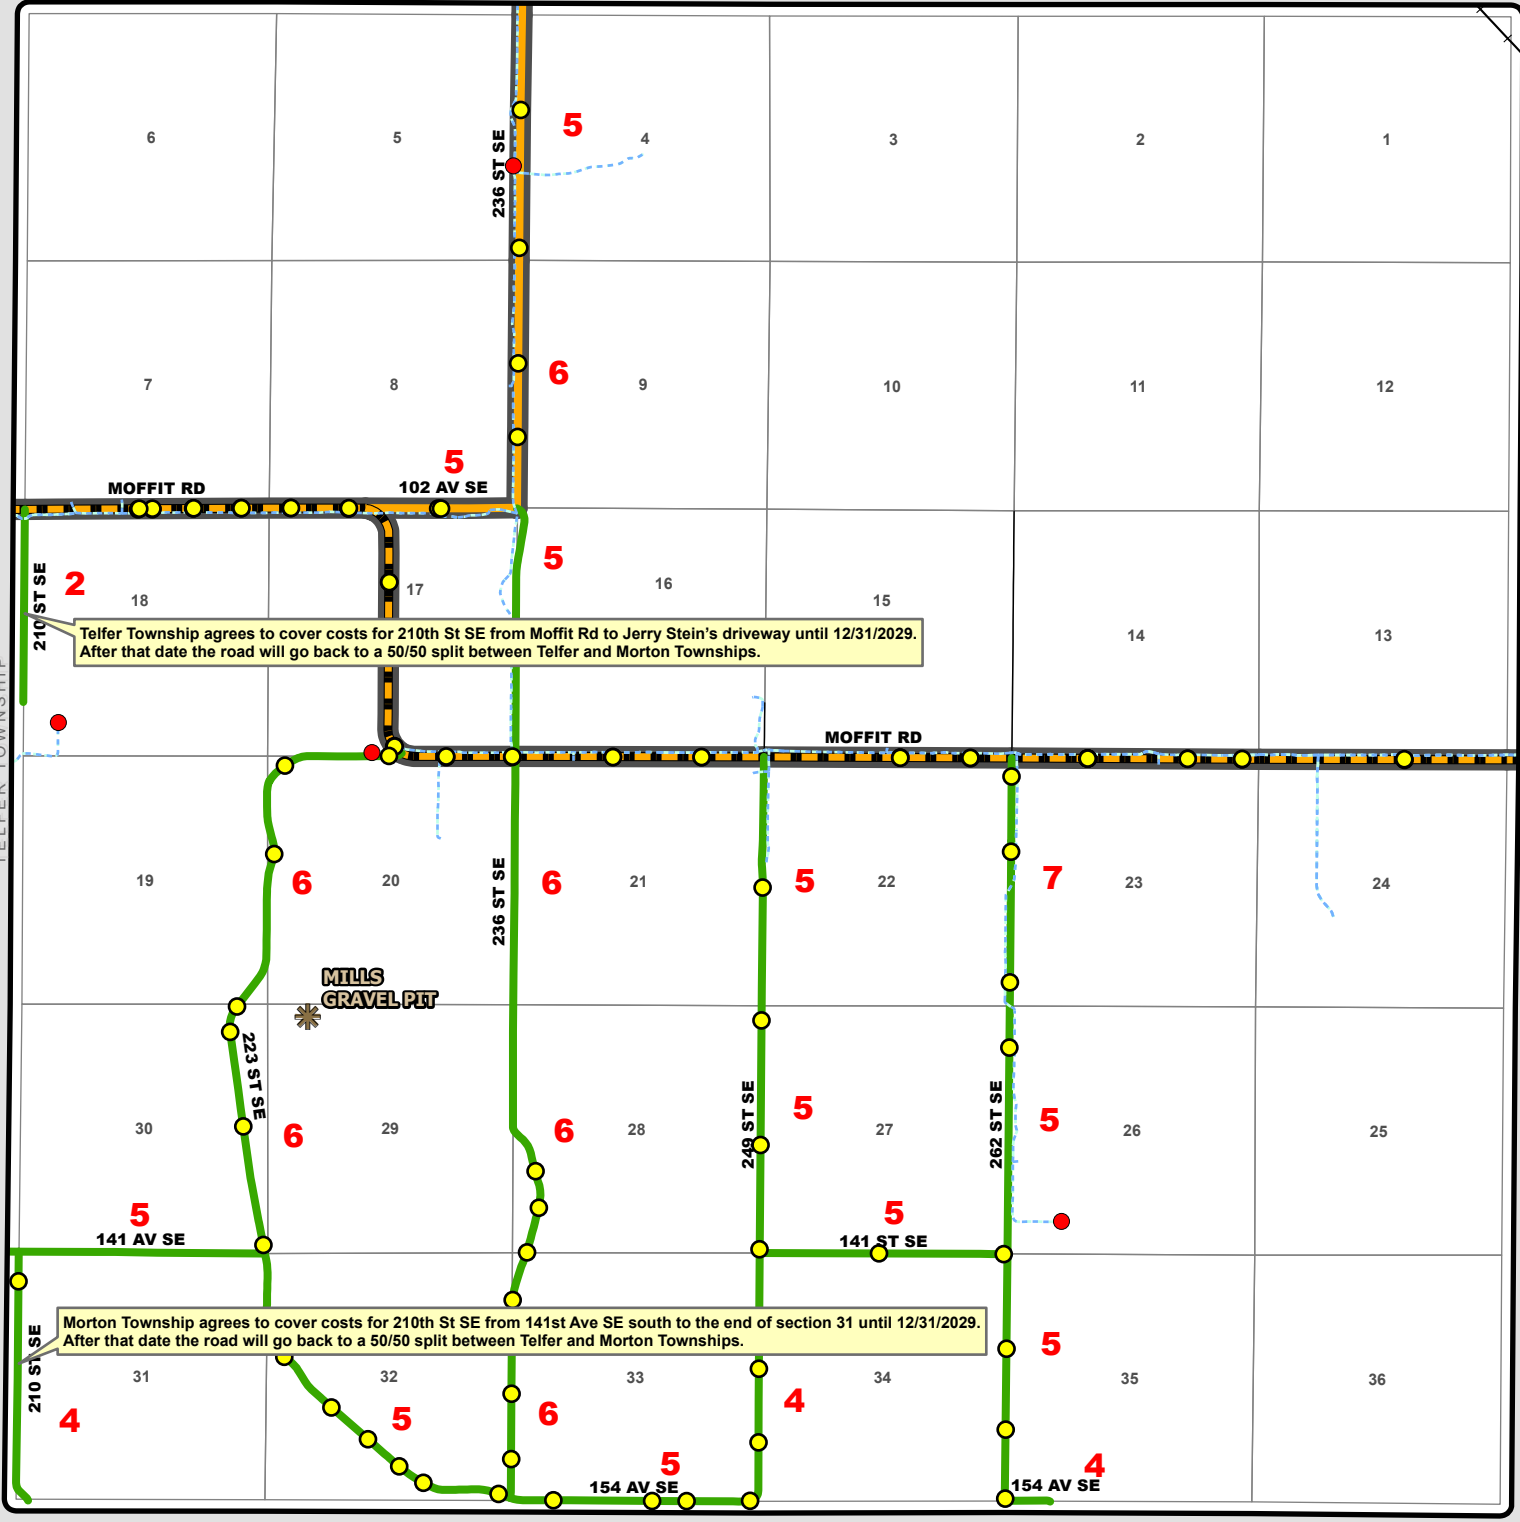 6
5
5
4
3
2
1
236 ST SE
7
8
6
9
10
11
12
5
MOFFIT RD
102 AV SE
5
2
18
17
16
15
14
13
210 ST SE
Telfer Township agrees to cover costs for 210th St SE from Moffit Rd to Jerry Stein's driveway until 12/31/2029.
After that date the road will go back to a 50/50 split between Telfer and Morton Townships.
TELFER TOWNSHIP
MOFFIT RD
19
6
20
236 ST SE
6
21
5
22
7
23
24
MILLS
GRAVEL PIT
223 ST SE
30
6
29
6
28
249 ST SE
5
27
262 ST SE
5
26
25
5
141 AV SE
5
141 ST SE
Morton Township agrees to cover costs for 210th St SE from 141st Ave SE south to the end of section 31 until 12/31/2029.
After that date the road will go back to a 50/50 split between Telfer and Morton Townships.
210 ST SE
31
32
33
34
5
35
36
4
5
6
4
5
154 AV SE
4
154 AV SE